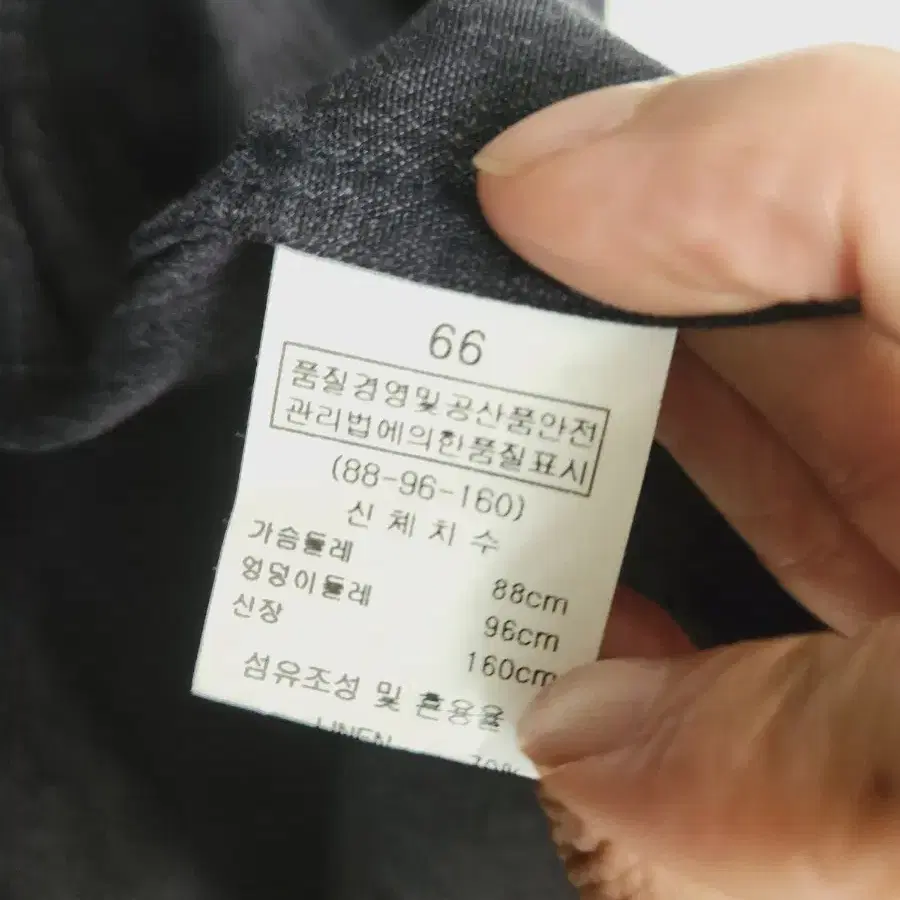 66
품질경영및공산품안전
관리법에의한품질표시
(88-96-160)
신체치수
가슴둘레 88cm
엉덩이둘레 96cm
신장 160cm
섬유조성 및 혼용율
LINEN 70%